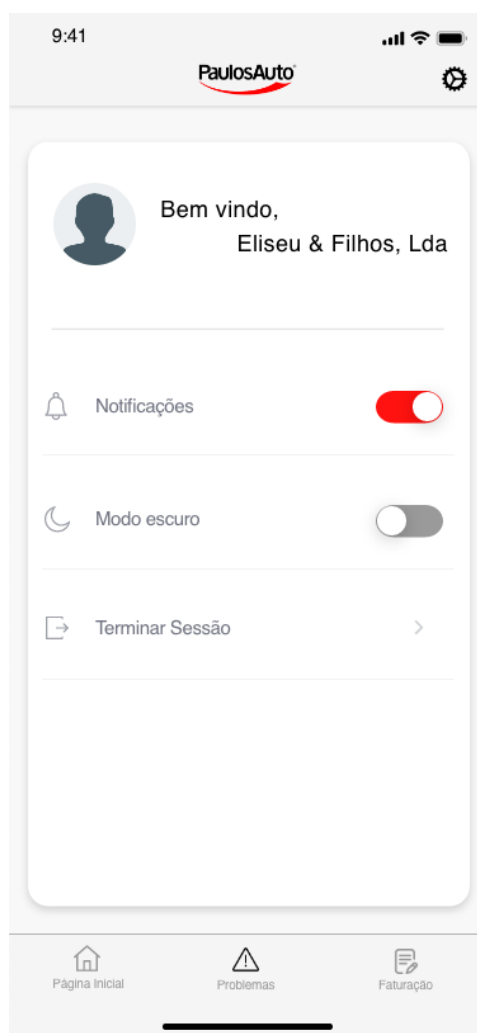 9:41
PaulosAuto
Bem vindo,
Eliseu & Filhos, Lda
Notificações
Modo escuro
Terminar Sessão
Página Inicial
Problemas
Faturação